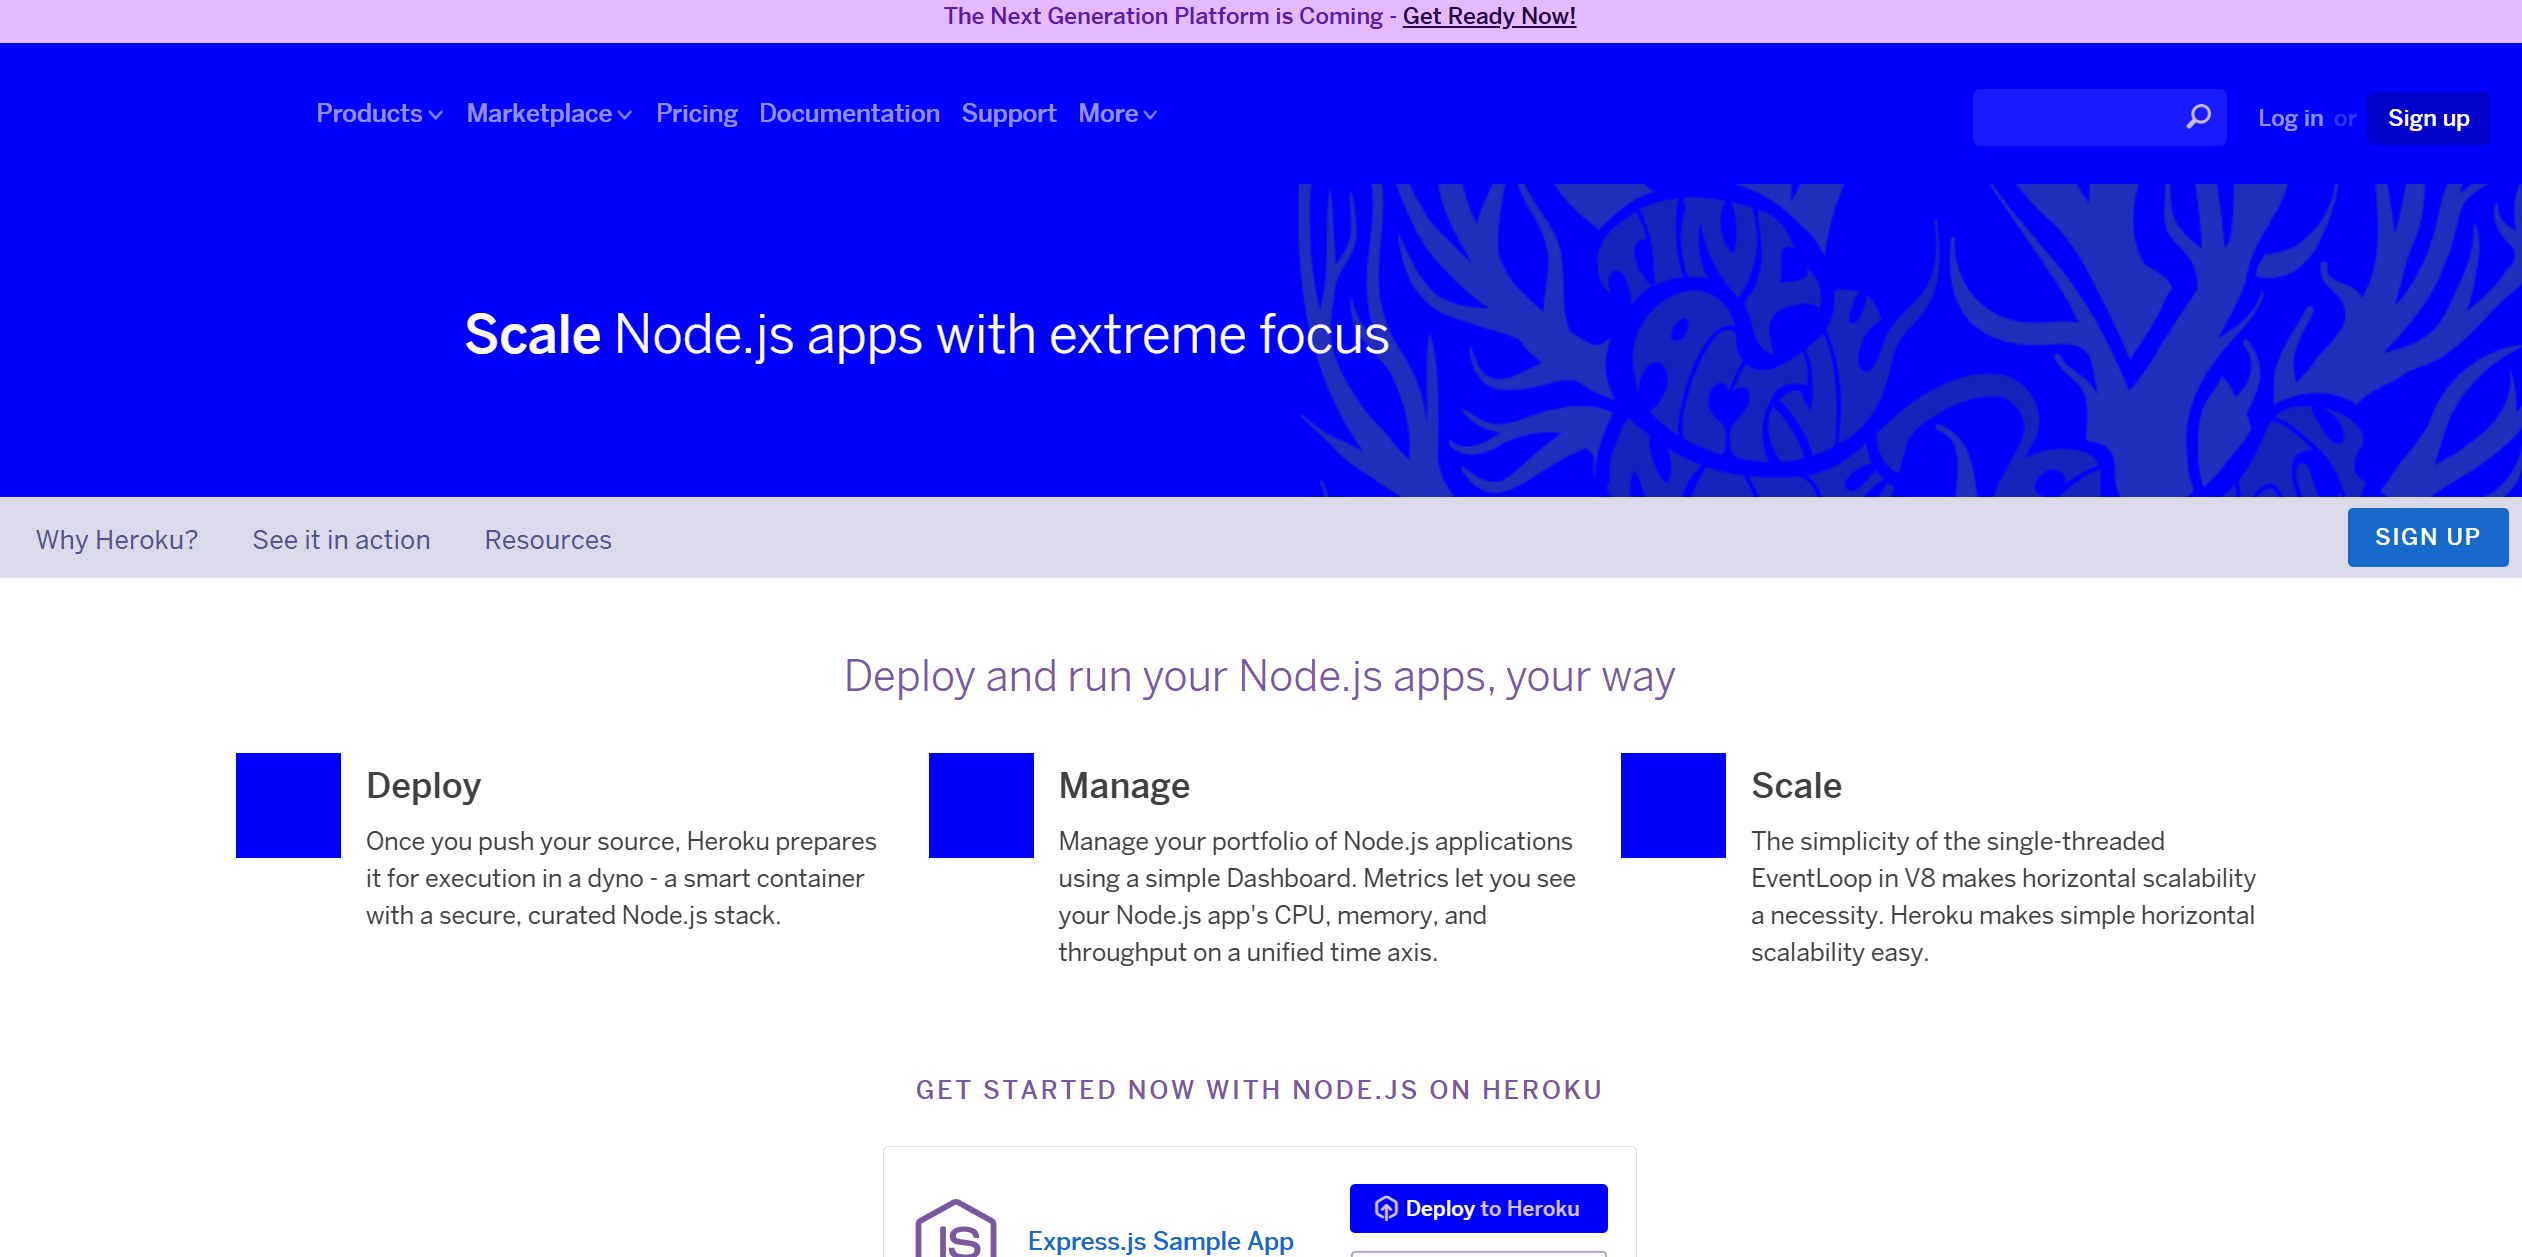 The Next Generation Platform is Coming - Get Ready Now!
Products Marketplace Pricing Documentation Support More
Log in or Sign up
Scale Node.js apps with extreme focus
Why Heroku? See it in action Resources
SIGN UP
Deploy and run your Node.js apps, your way
Deploy
Once you push your source, Heroku prepares
it for execution in a dyno - a smart container
with a secure, curated Node.js stack.
Manage
Manage your portfolio of Node.js applications
using a simple Dashboard. Metrics let you see
your Node.js app's CPU, memory, and
throughput on a unified time axis.
Scale
The simplicity of the single-threaded
EventLoop in V8 makes horizontal scalability
a necessity. Heroku makes simple horizontal
scalability easy.
GET STARTED NOW WITH NODE.JS ON HEROKU
JS
Express.js Sample App
Deploy to Heroku